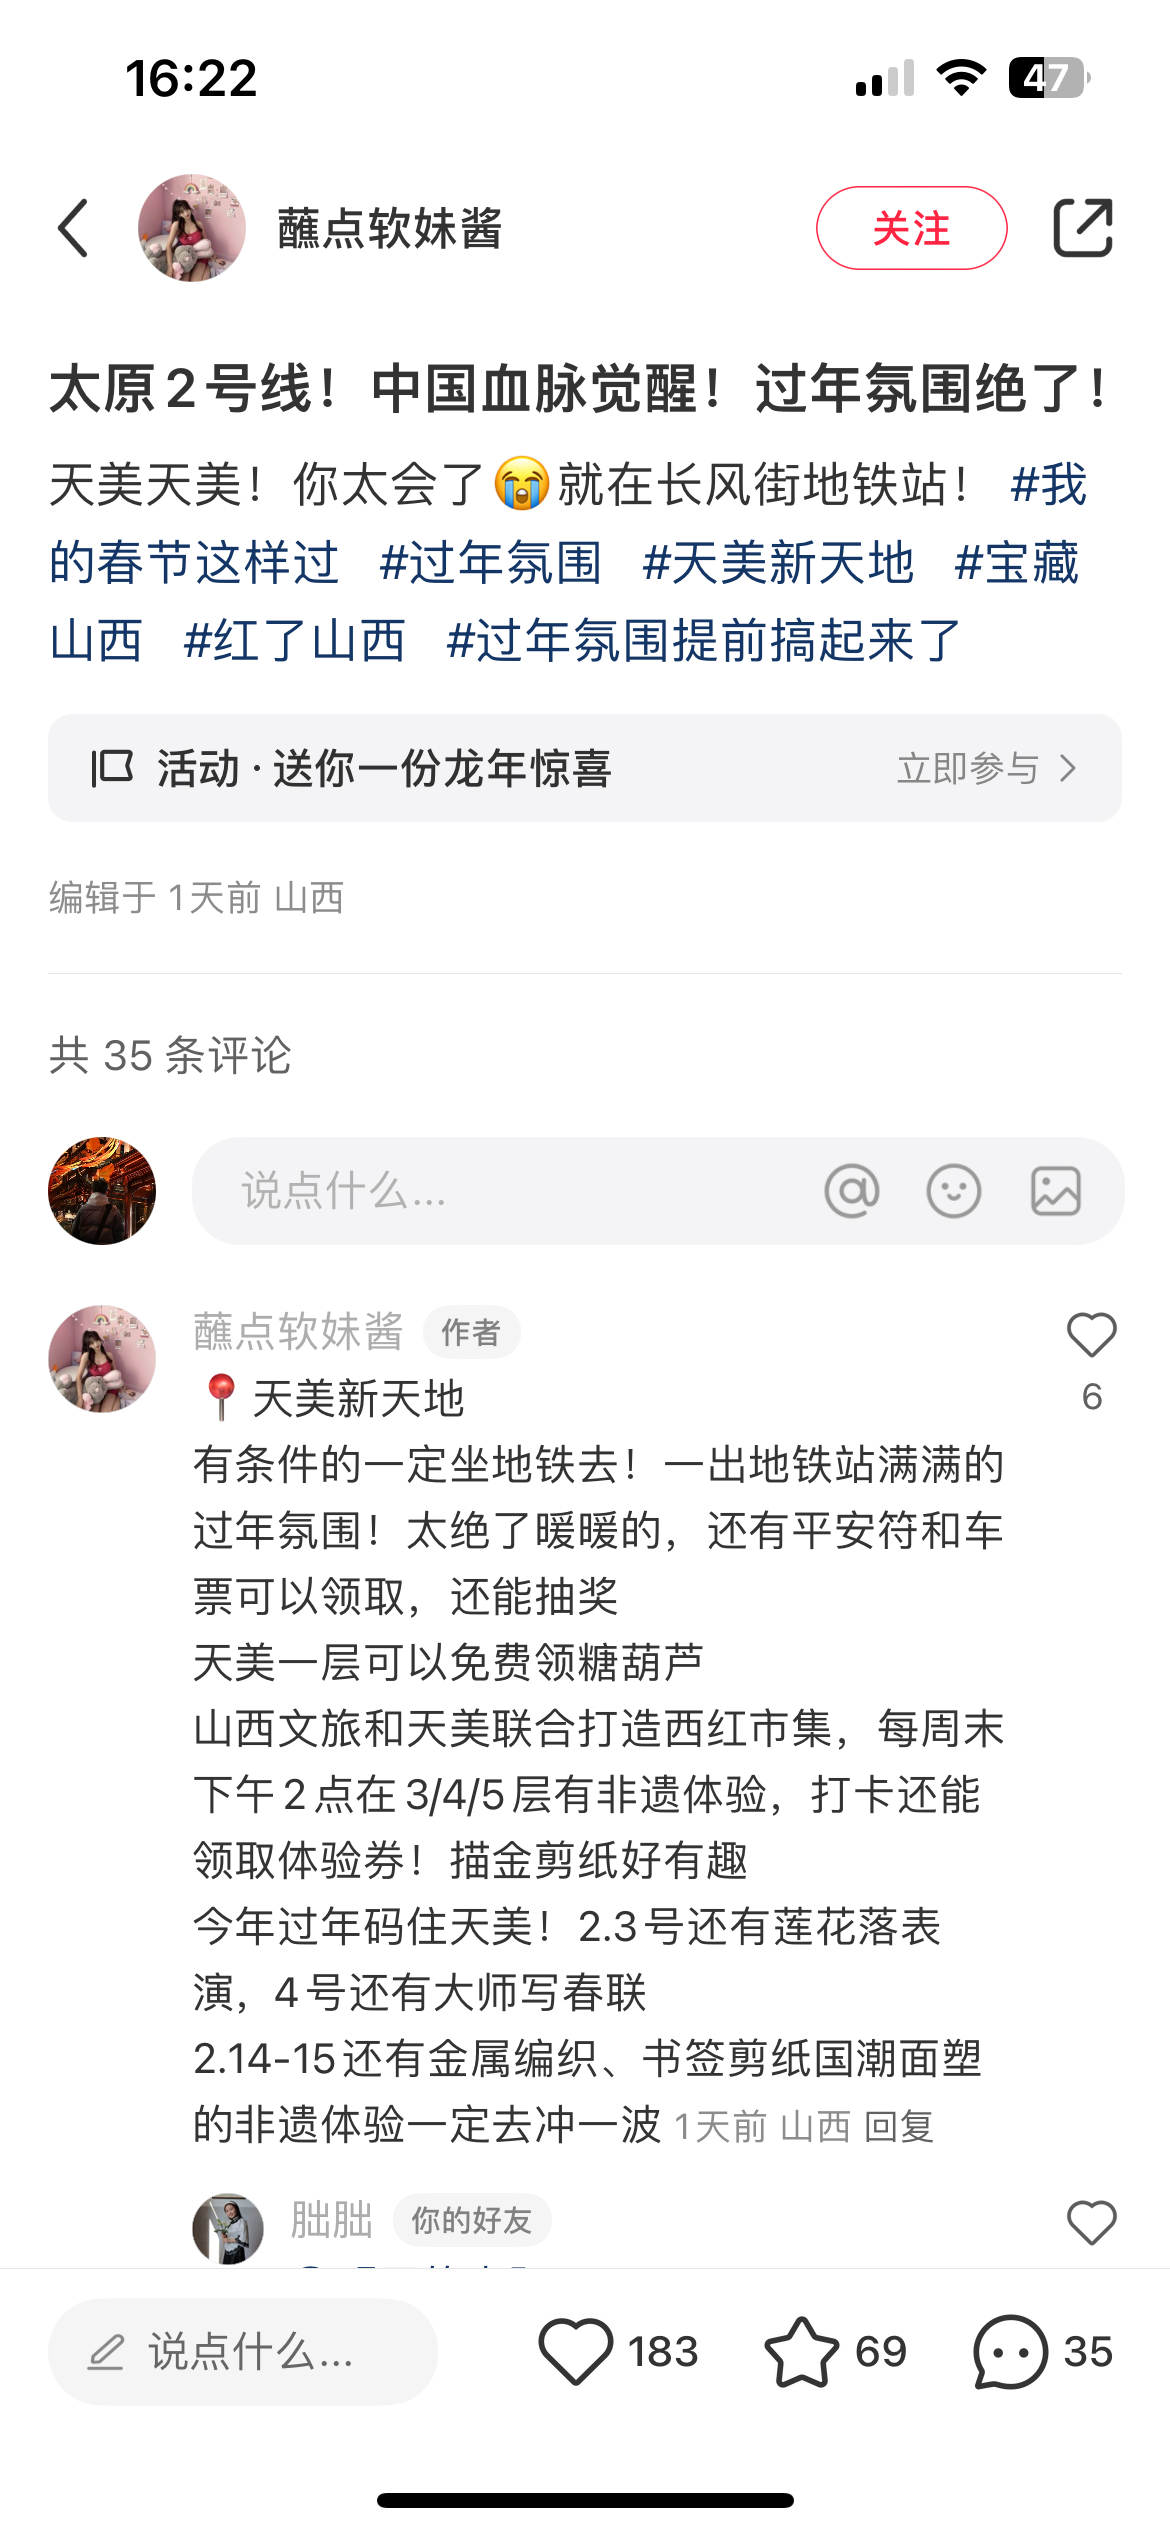 16:22
47
蘸点软妹酱
关注
太原2号线！中国血脉觉醒！过年氛围绝了！
天美天美！你太会了😭就在长风街地铁站！ #我
的春节这样过 #过年氛围 #天美新天地 #宝藏
山西 #红了山西 #过年氛围提前搞起来了
活动 · 送你一份龙年惊喜
立即参与
编辑于 1天前 山西
共 35 条评论
说点什么...
蘸点软妹酱 作者
📍天美新天地
6
有条件的一定坐地铁去！一出地铁站满满的
过年氛围！太绝了暖暖的，还有平安符和车
票可以领取，还能抽奖
天美一层可以免费领糖葫芦
山西文旅和天美联合打造西红市集，每周末
下午2点在3/4/5层有非遗体验，打卡还能
领取体验券！描金剪纸好有趣
今年过年码住天美！2.3号还有莲花落表
演，4号还有大师写春联
2.14-15还有金属编织、书签剪纸国潮面塑
的非遗体验一定去冲一波 1天前 山西 回复
朏朏 你的好友
说点什么...
183
69
35